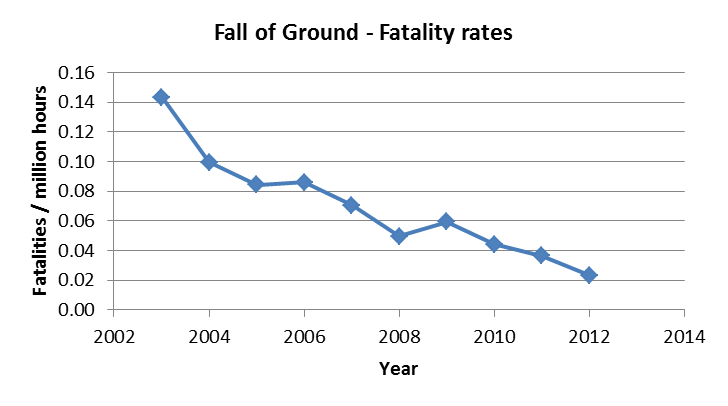 Fall of Ground - Fatality rates
Fatalities / million hours
0.16
0.14
0.12
0.10
0.08
0.06
0.04
0.02
0.00
2002 2004 2006 2008 2010 2012 2014
Year